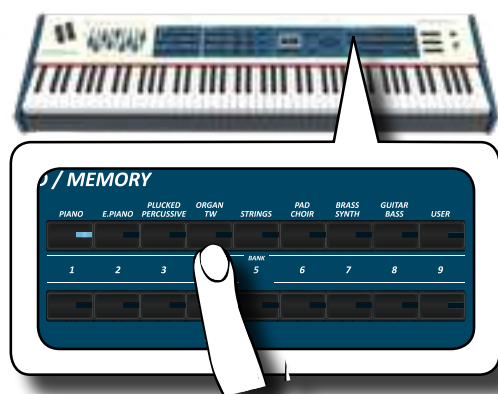 / MEMORY
PIANO E.PIANO PLUCKED PERCUSSIVE ORGAN TW STRINGS PAD CHOIR BRASS SYNTH GUITAR BASS USER
BANK
1 2 3 5 6 7 8 9